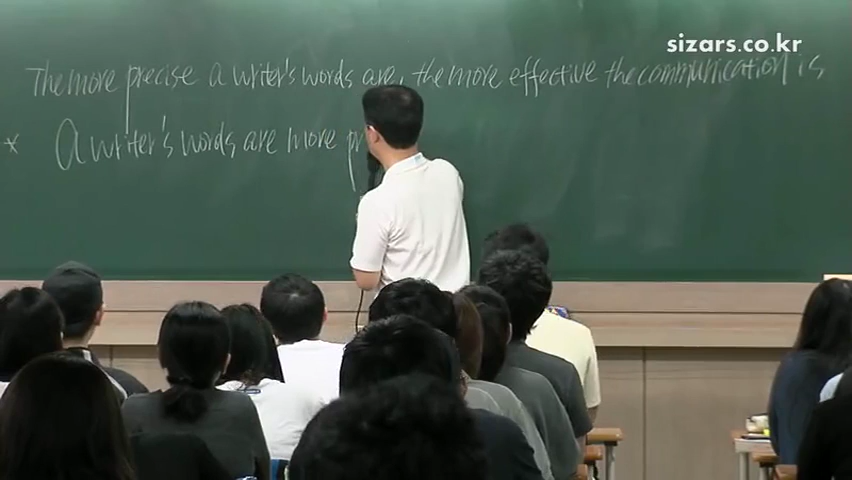 sizars.co.kr
The more precise a writer's words are, the more effective the communication is
* A writer's words are more pr